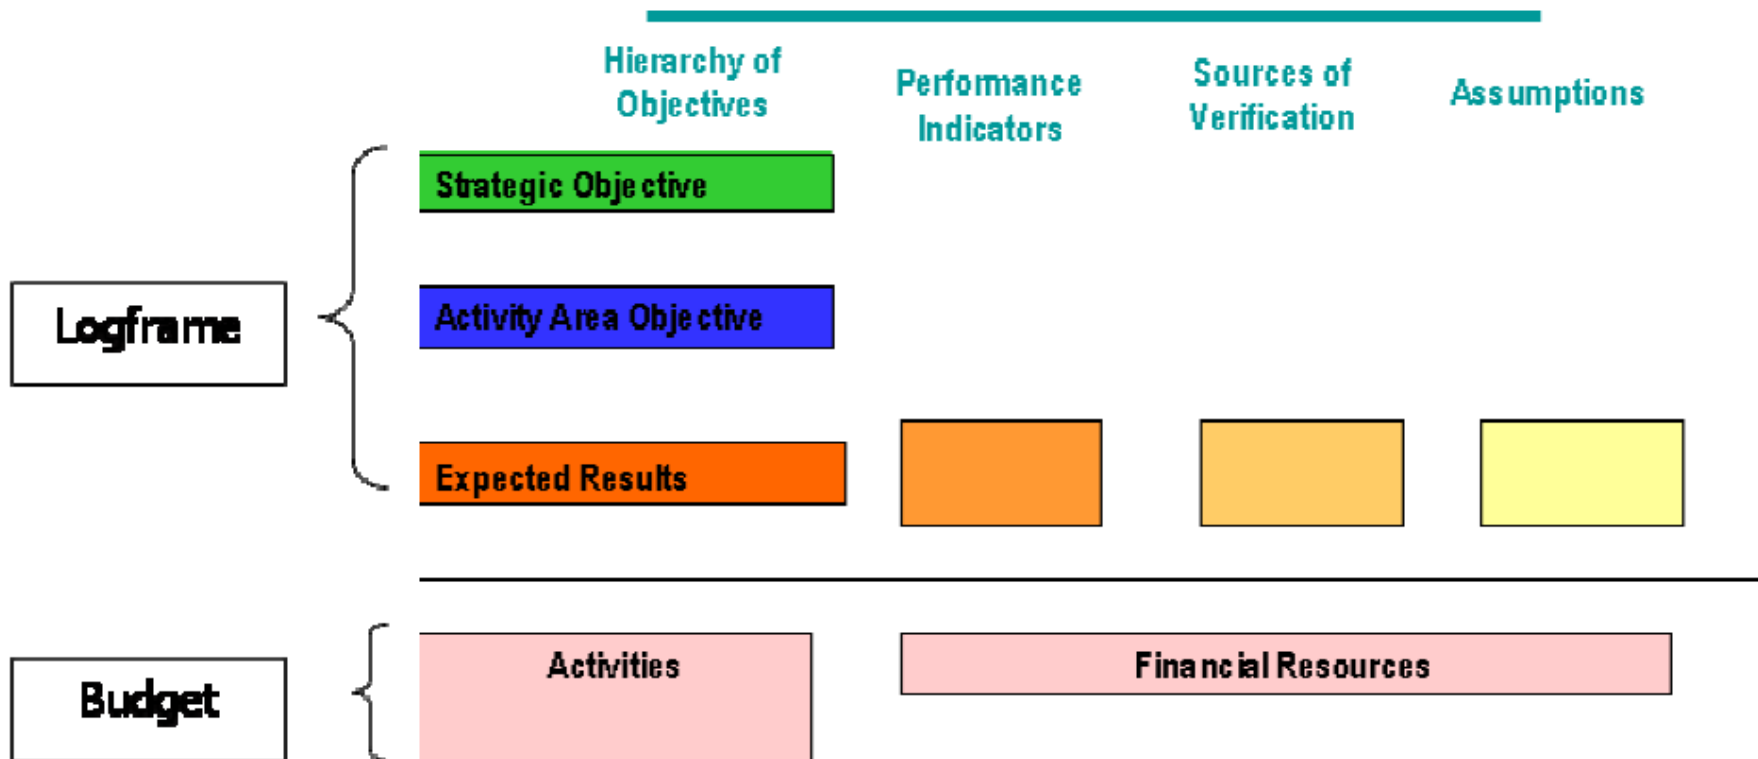 Hierarchy of
Objectives
Performance
Indicators
Sources of
Verification
Assumptions
Strategic Objective
Logframe
Activity Area Objective
Expected Results
Budget
Activities
Financial Resources